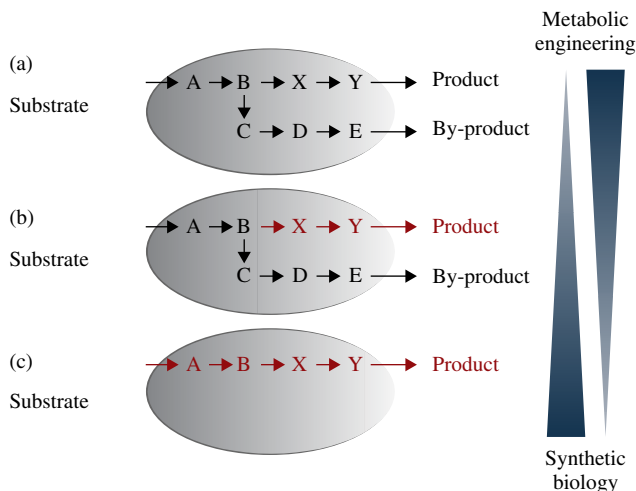 Metabolic
engineering
(a)
A B X Y Product
Substrate
C D E By-product
(b)
A B X Y Product
Substrate
C D E By-product
(c)
A B X Y Product
Substrate
Synthetic
biology